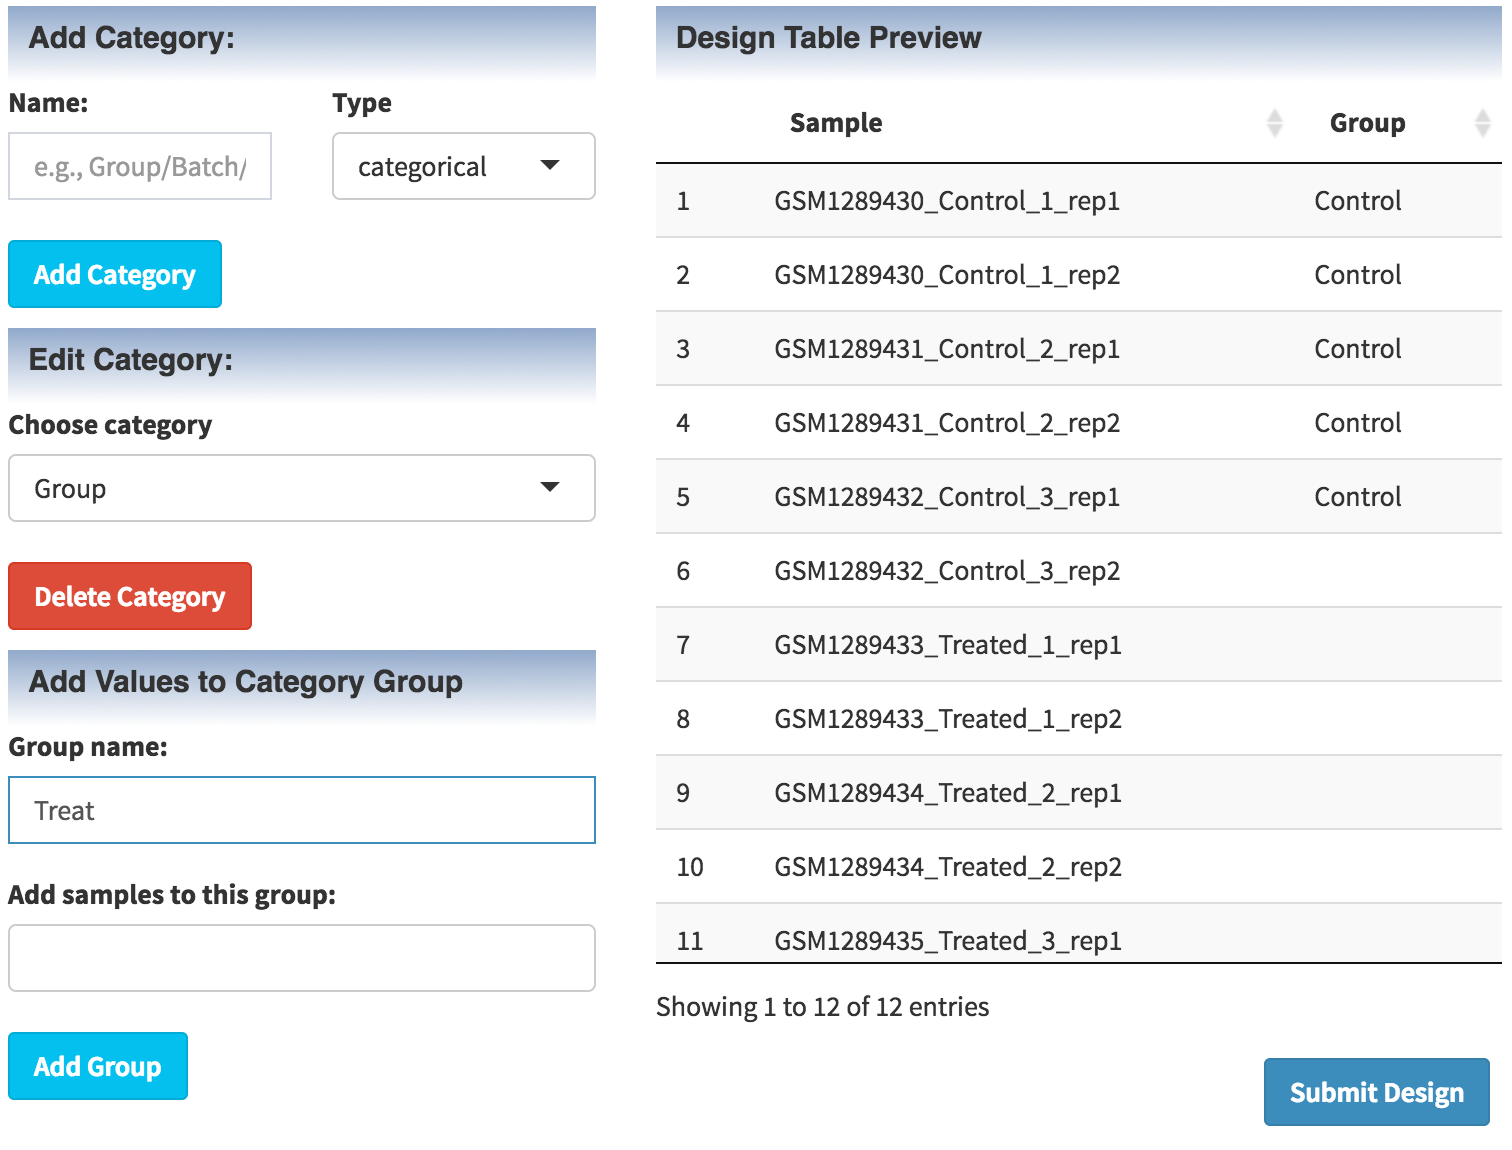 Add Category:
Name:
Type
e.g., Group/Batch/
categorical
Add Category
Edit Category:
Choose category
Group
Delete Category
Add Values to Category Group
Group name:
Treat
Add samples to this group:
Add Group
Design Table Preview
Sample Group
1 GSM1289430_Control_1_rep1 Control
2 GSM1289430_Control_1_rep2 Control
3 GSM1289431_Control_2_rep1 Control
4 GSM1289431_Control_2_rep2 Control
5 GSM1289432_Control_3_rep1 Control
6 GSM1289432_Control_3_rep2
7 GSM1289433_Treated_1_rep1
8 GSM1289433_Treated_1_rep2
9 GSM1289434_Treated_2_rep1
10 GSM1289434_Treated_2_rep2
11 GSM1289435_Treated_3_rep1
Showing 1 to 12 of 12 entries
Submit Design